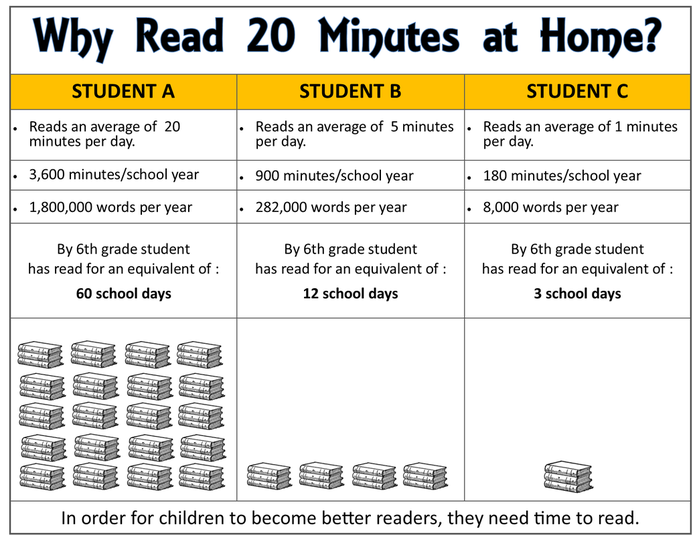 Why Read 20 Minutes at Home?
STUDENT A
STUDENT B
STUDENT C
• Reads an average of 20
minutes per day.
• Reads an average of 5 minutes
per day.
• Reads an average of 1 minutes
per day.
• 3,600 minutes/school year
• 900 minutes/school year
• 180 minutes/school year
• 1,800,000 words per year
• 282,000 words per year
• 8,000 words per year
By 6th grade student
has read for an equivalent of :
60 school days
By 6th grade student
has read for an equivalent of :
12 school days
By 6th grade student
has read for an equivalent of :
3 school days
In order for children to become better readers, they need time to read.